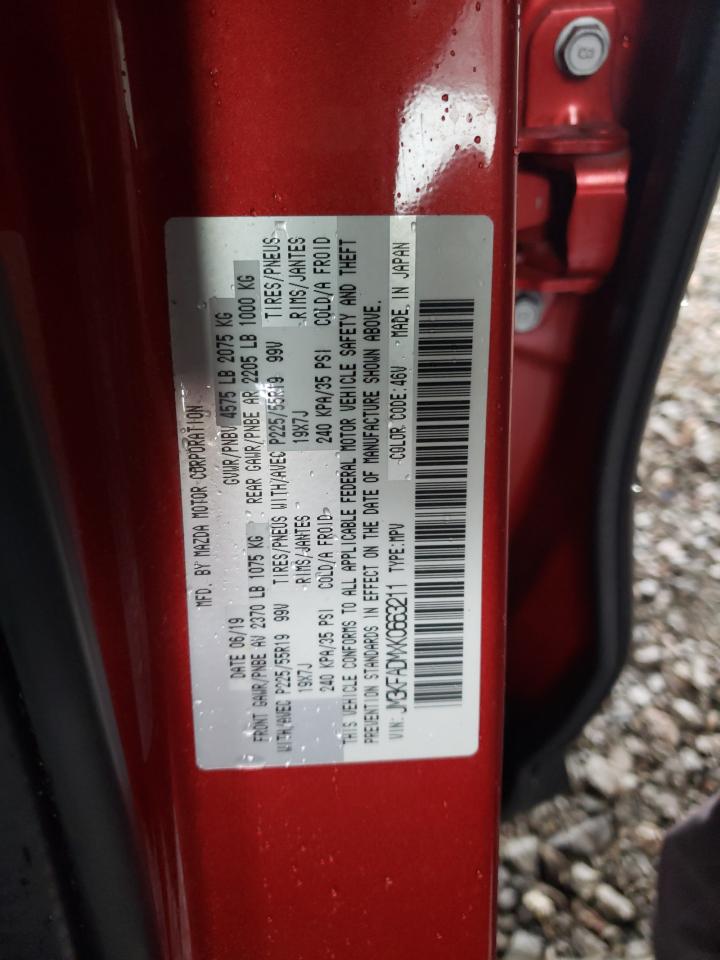 MFD. BY MAZDA MOTOR CORPORATION
DATE 06/19 GVWR/PNBV 4575 LB 2075 KG
FRONT GAWR/PNBE AV 2370 LB 1075 KG REAR GAWR/PNBE AR 2205 LB 1000 KG
WITH/AVEC P225/55R19 99V TIRES/PNEUS WITH/AVEC P225/55R19 99V TIRES/PNEUS
19X7J RIMS/JANTES 19X7J RIMS/JANTES
240 KPA/35 PSI COLD/A FROID 240 KPA/35 PSI COLD/A FROID
THIS VEHICLE CONFORMS TO ALL APPLICABLE FEDERAL MOTOR VEHICLE SAFETY AND THEFT
PREVENTION STANDARDS IN EFFECT ON THE DATE OF MANUFACTURE SHOWN ABOVE.
VIN: JM3KFADMXK0663211 TYPE:MPV COLOR CODE:46V MADE IN JAPAN